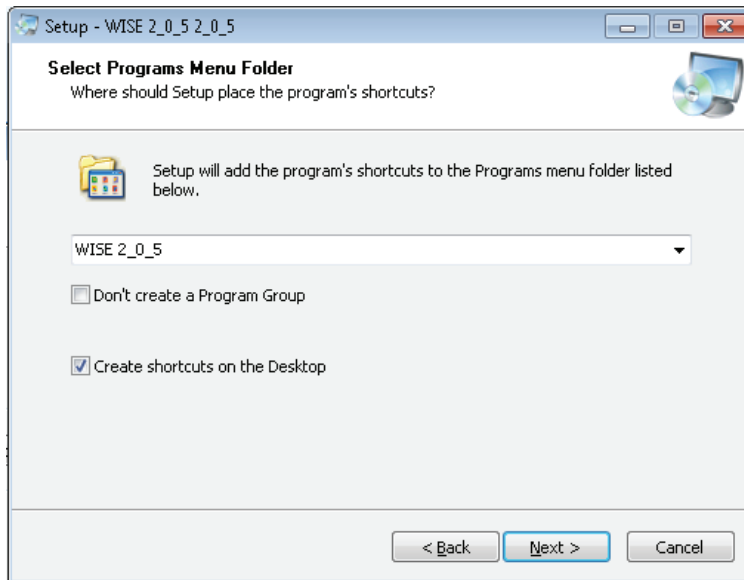 Setup - WISE 2_0_5 2_0_5
Select Programs Menu Folder
Where should Setup place the program's shortcuts?
Setup will add the program's shortcuts to the Programs menu folder listed
below.
WISE 2_0_5
Don't create a Program Group
Create shortcuts on the Desktop
< Back Next > Cancel